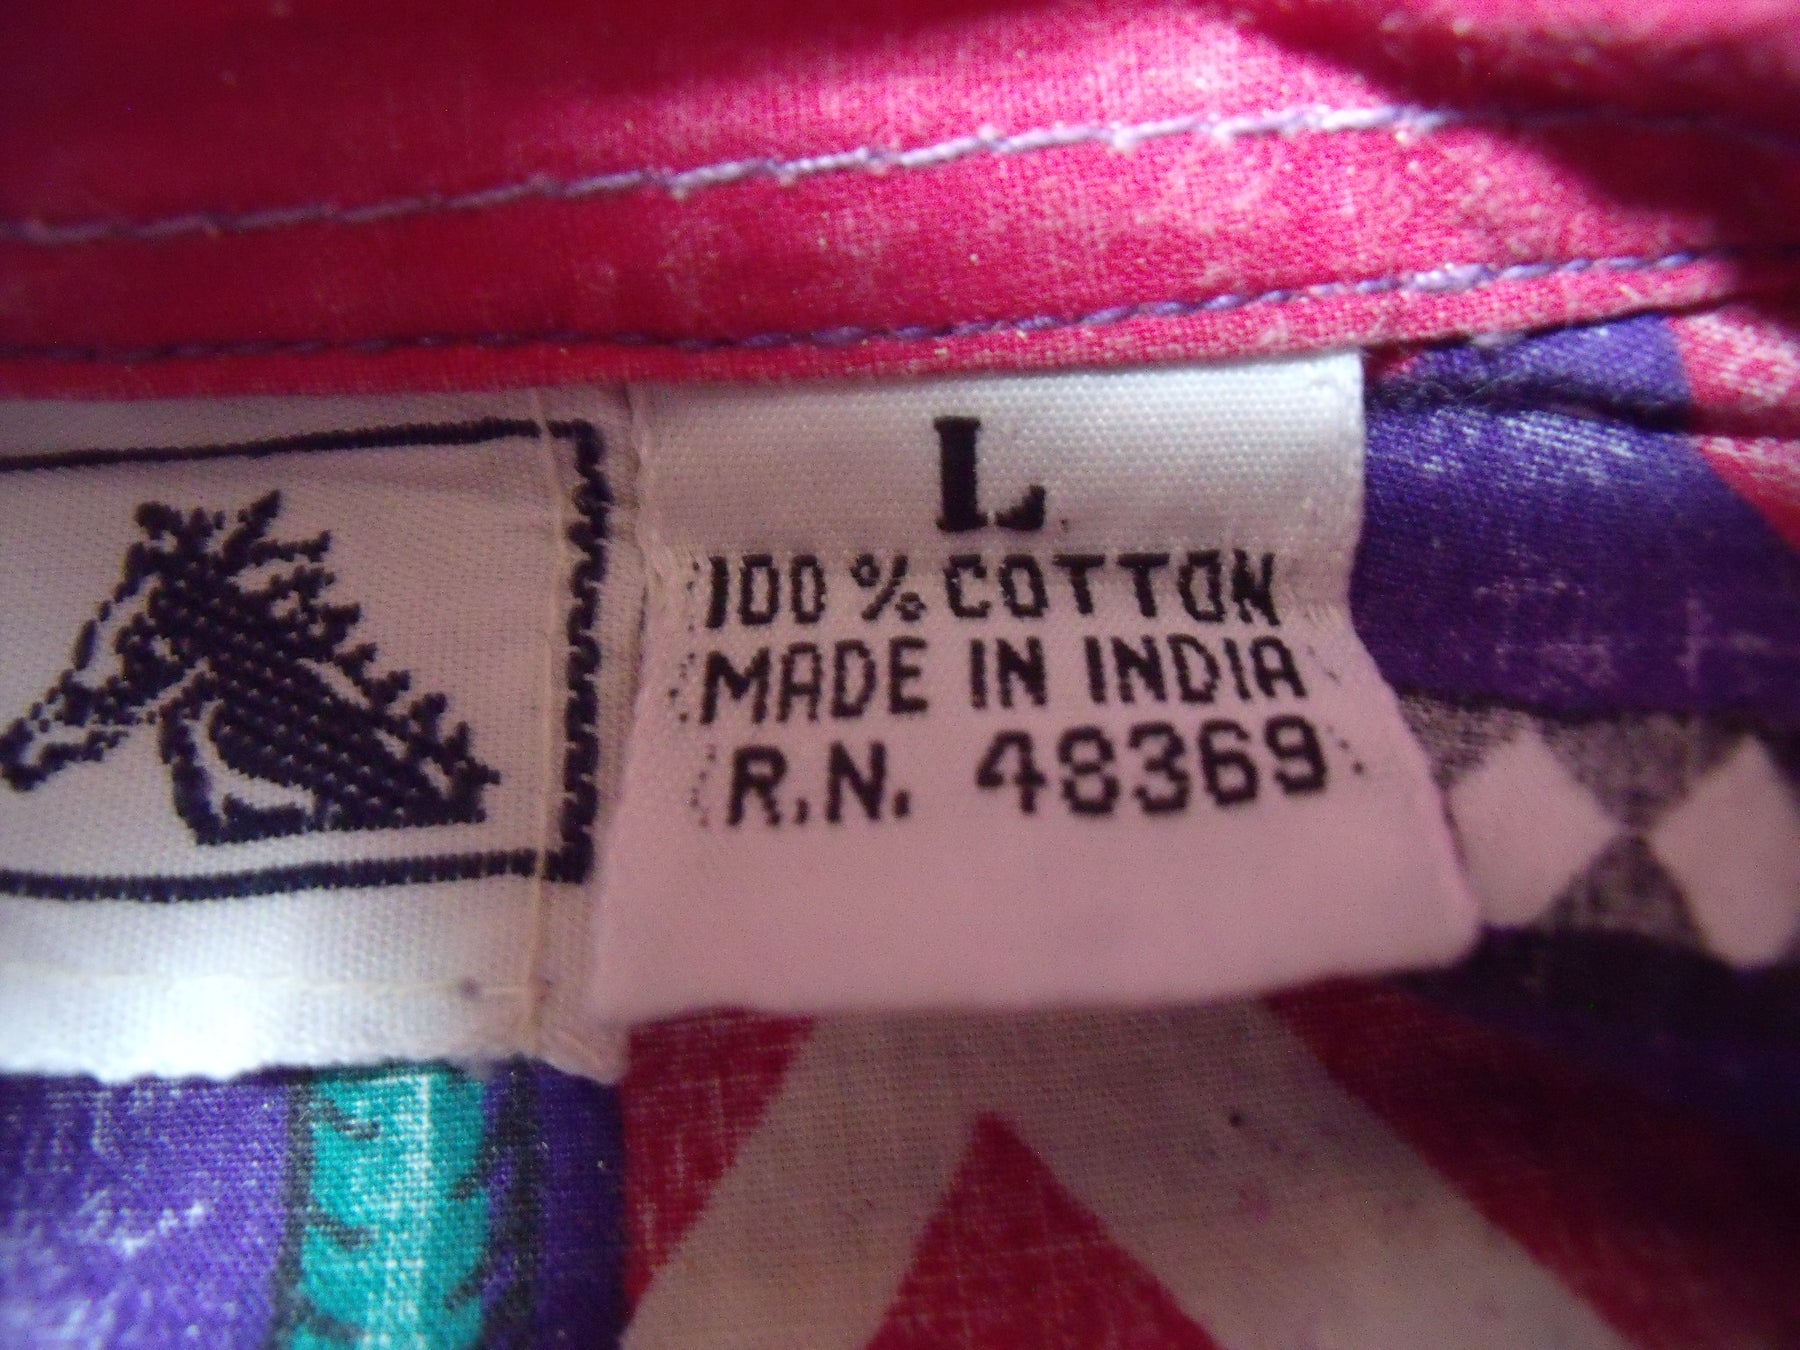 L
100% COTTON
MADE IN INDIA
R.N. 48369